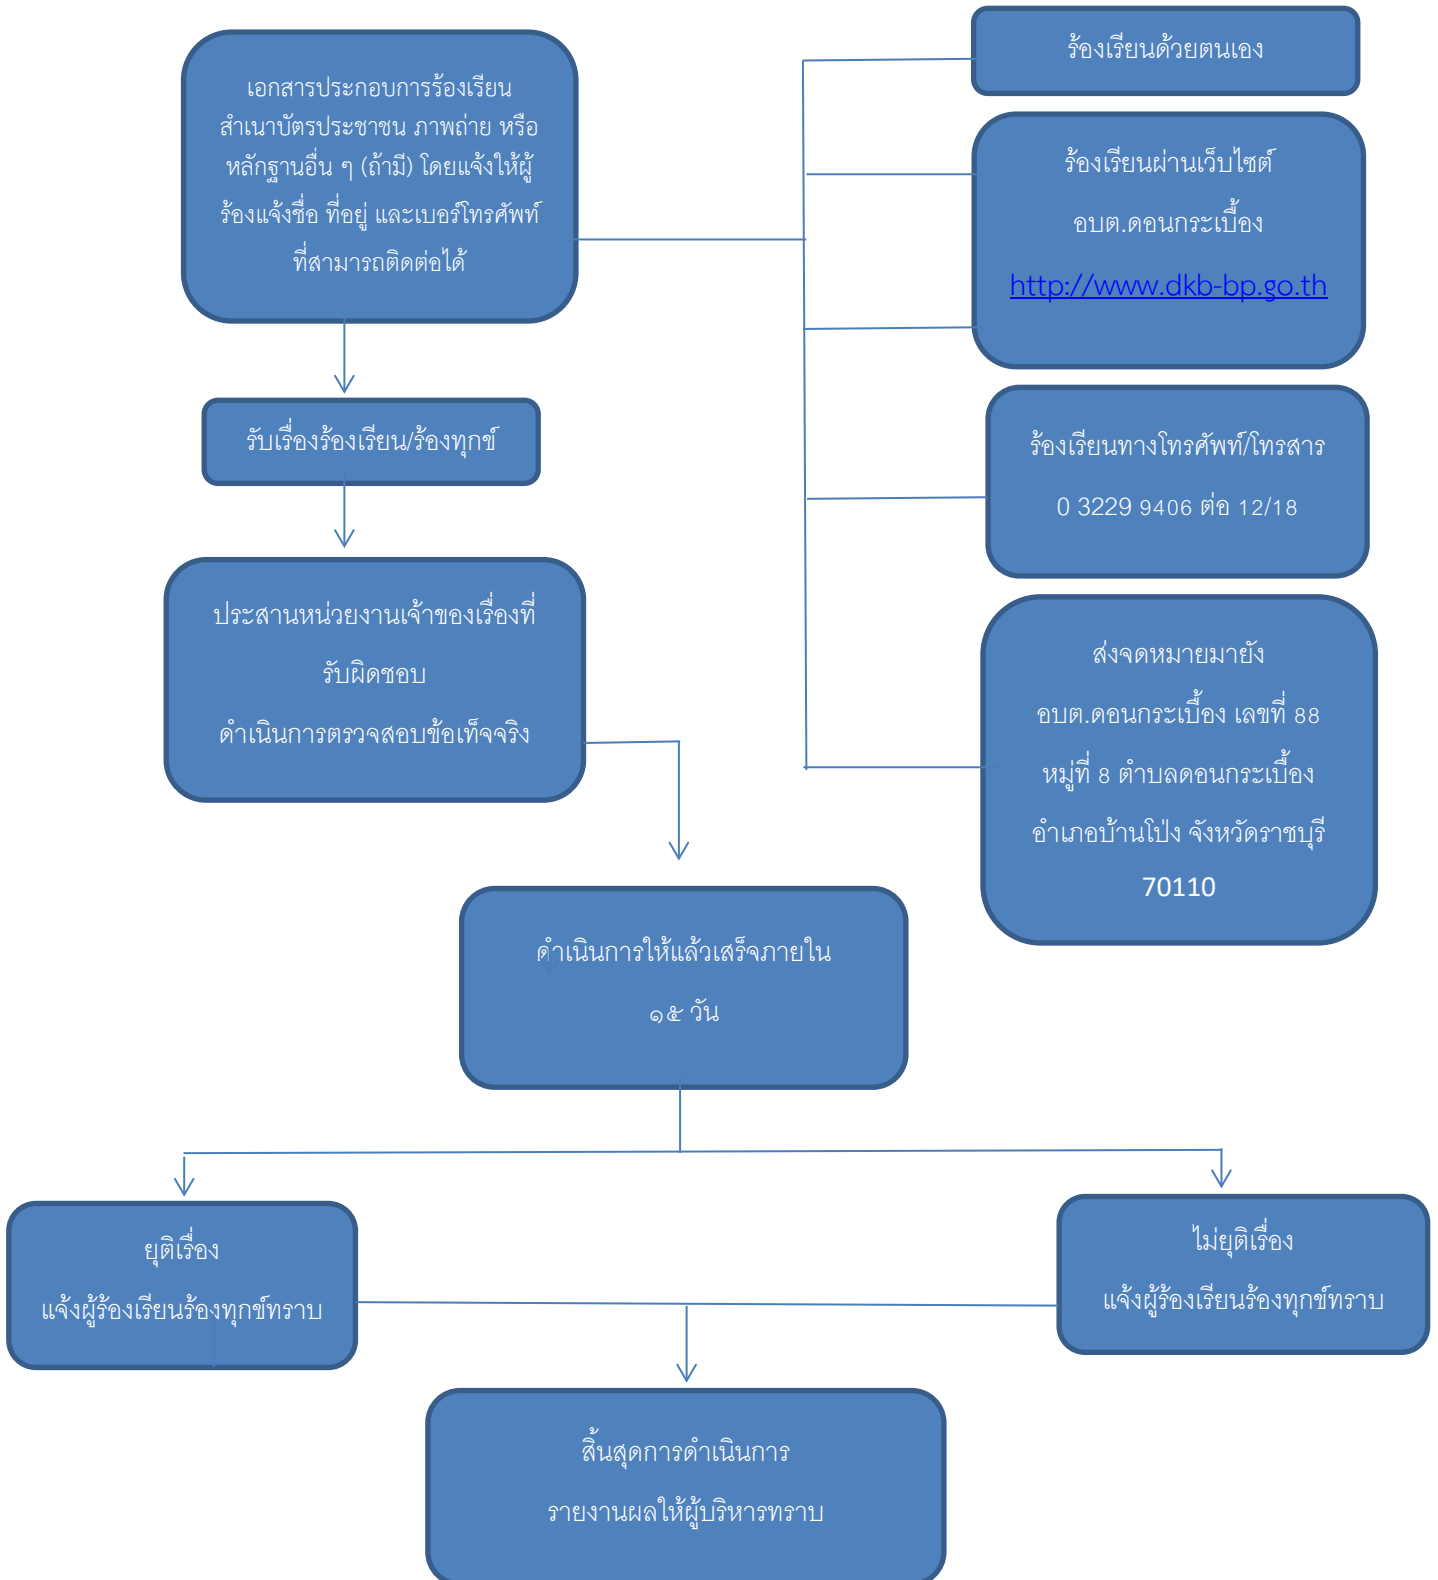 เอกสารประกอบการร้องเรียน
สำเนาบัตรประชาชน ภาพถ่าย หรือ
หลักฐานอื่น ๆ (ถ้ามี) โดยแจ้งให้ผู้
ร้องแจ้งชื่อ ที่อยู่ และเบอร์โทรศัพท์
ที่สามารถติดต่อได้
ร้องเรียนด้วยตนเอง
ร้องเรียนผ่านเว็บไซต์
อบต.ดอนกระเบื้อง
http://www.dkb-bp.go.th
ร้องเรียนทางโทรศัพท์/โทรสาร
0 3229 9406 ต่อ 12/18
ส่งจดหมายมายัง
อบต.ดอนกระเบื้อง เลขที่ 88
หมู่ที่ 8 ตำบลดอนกระเบื้อง
อำเภอบ้านโป่ง จังหวัดราชบุรี
70110
รับเรื่องร้องเรียน/ร้องทุกข์
ประสานหน่วยงานเจ้าของเรื่องที่
รับผิดชอบ
ดำเนินการตรวจสอบข้อเท็จจริง
ดำเนินการให้แล้วเสร็จภายใน
๑๕ วัน
ยุติเรื่อง
แจ้งผู้ร้องเรียนร้องทุกข์ทราบ
ไม่ยุติเรื่อง
แจ้งผู้ร้องเรียนร้องทุกข์ทราบ
สิ้นสุดการดำเนินการ
รายงานผลให้ผู้บริหารทราบ